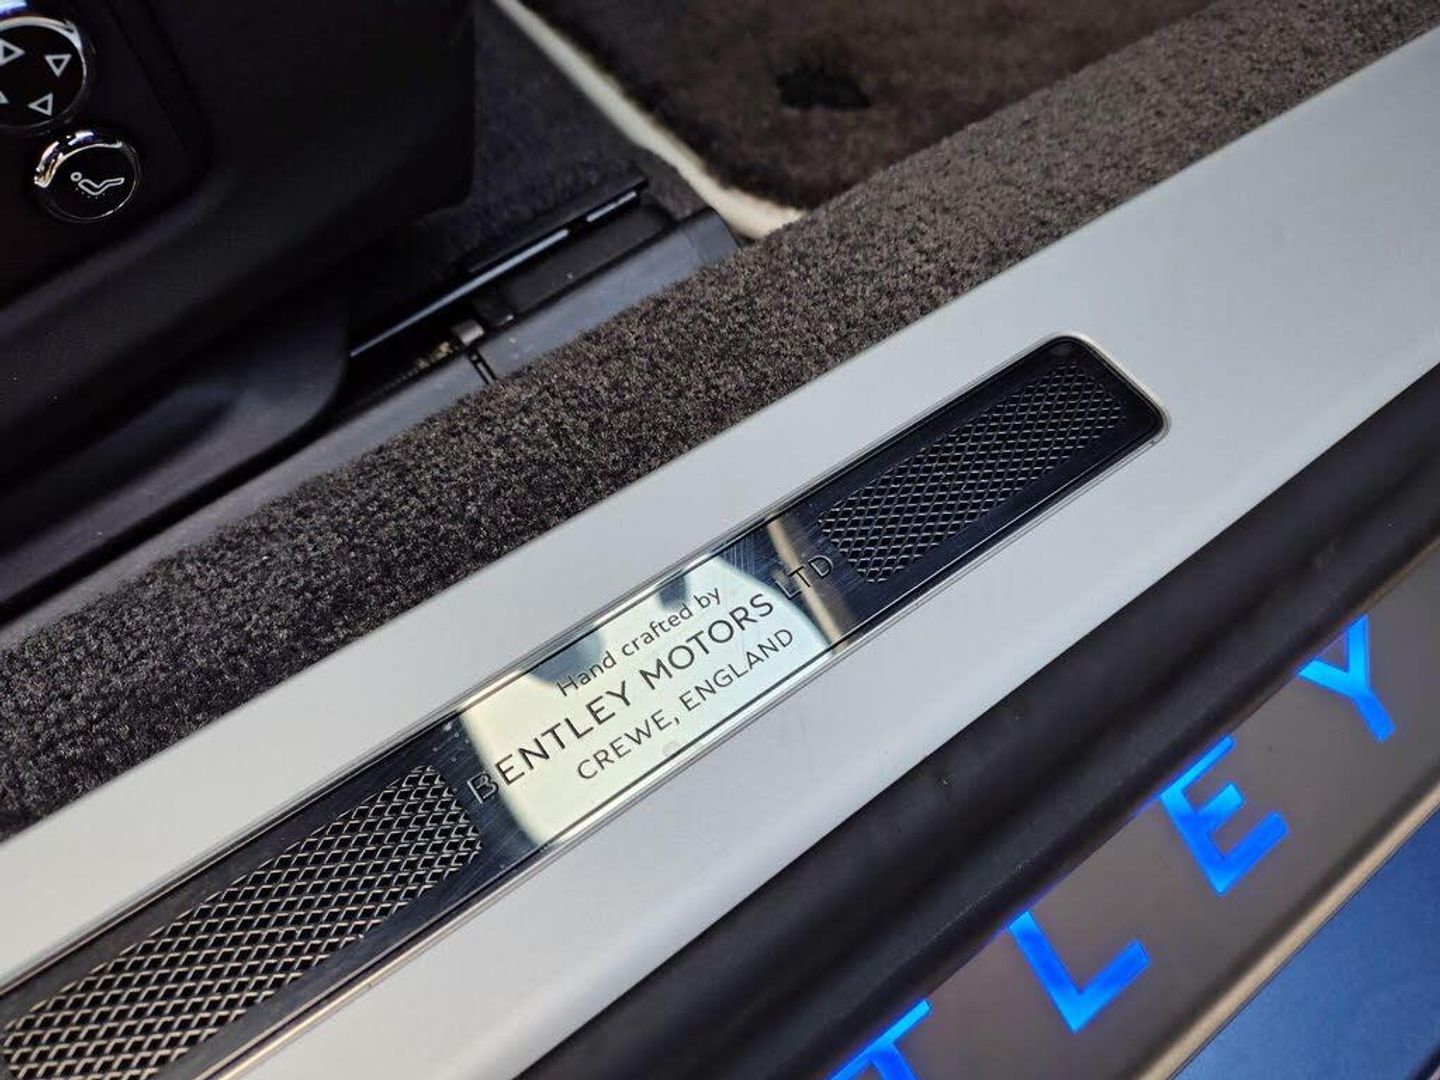 Hand crafted by
BENTLEY MOTORS LTD
CREWE, ENGLAND
TLEY